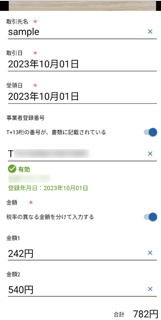 取引先名 *
sample
取引日 *
2023年10月01日
受領日 *
2023年10月01日
事業者登録番号
T+13桁の番号が、書類に記載されている
T
有効
登録年月日：2023年10月01日
金額 *
税率の異なる金額を分けて入力する
金額1
242円
金額2
540円
合計 782円